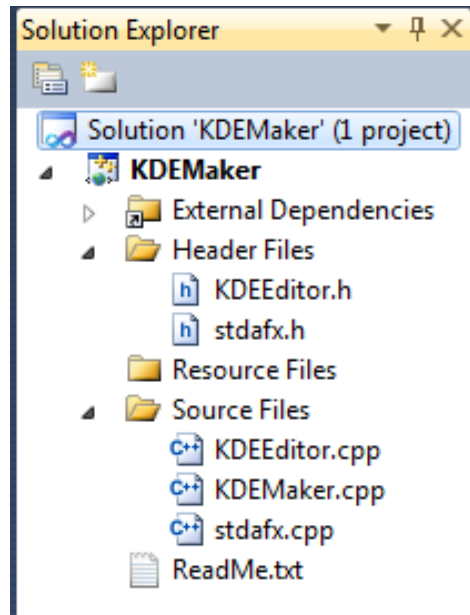 Solution Explorer
Solution 'KDEMaker' (1 project)
KDEMaker
External Dependencies
Header Files
h KDEEditor.h
h stdafx.h
Resource Files
Source Files
C++ KDEEditor.cpp
C++ KDEMaker.cpp
C++ stdafx.cpp
ReadMe.txt